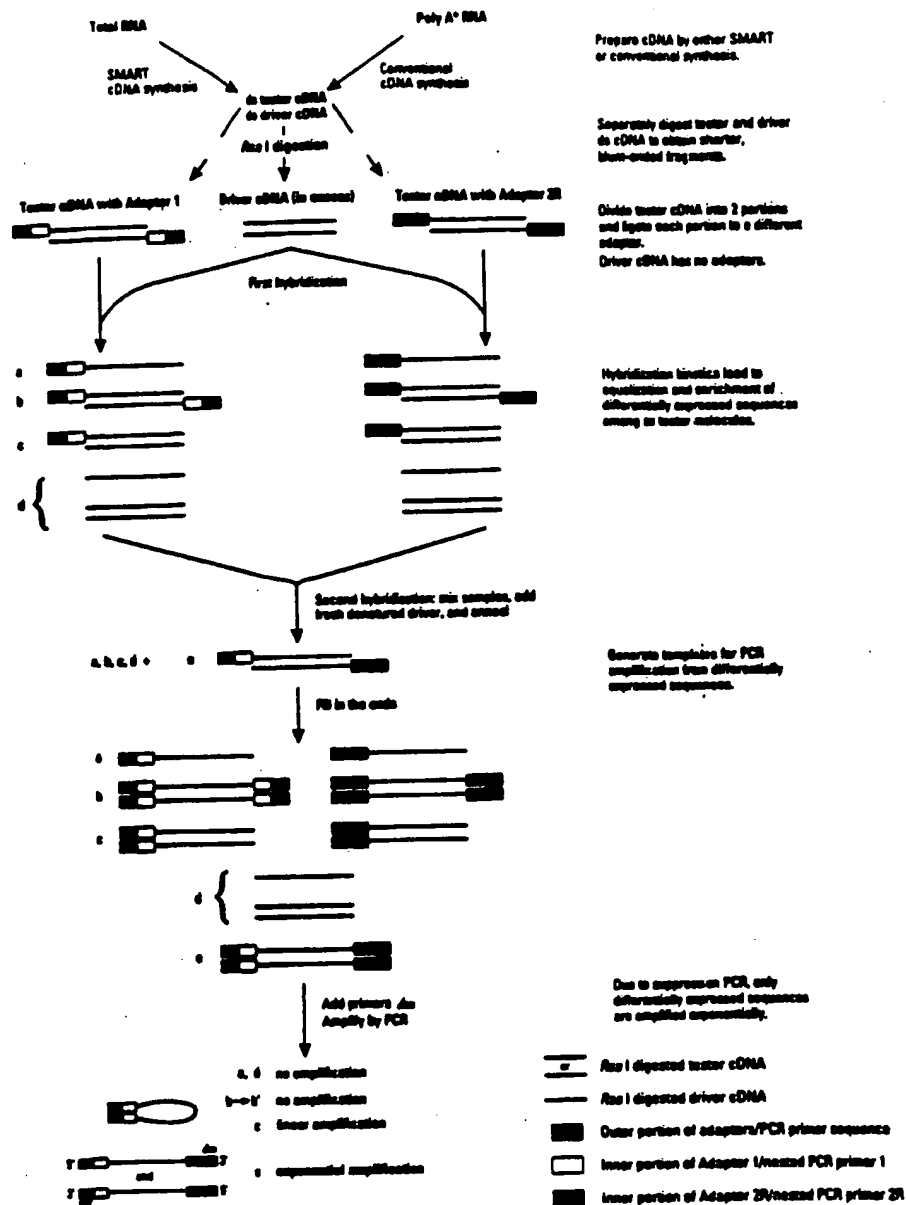 Total RNA
Poly A+ RNA
Prepare cDNA by either SMART
or conventional synthesis.
SMART
cDNA synthesis
Conventional
cDNA synthesis
ds tester cDNA
ds driver cDNA
Rsa I digestion
Separately digest tester and driver
ds cDNA to obtain shorter,
blunt-ended fragments.
Tester cDNA with Adaptor 1
Driver cDNA (in excess)
Tester cDNA with Adaptor 2R
Divide tester cDNA into 2 portions
and ligate each portion to a different
adaptor.
Driver cDNA has no adaptors.
First hybridization
a
b
c
d
Hybridization kinetics lead to
equalization and enrichment of
differentially expressed sequences
among ss tester molecules.
Second hybridization: mix samples, add
fresh denatured driver, and anneal
a, b, c, d +
e
Generate templates for PCR
amplification from differentially
expressed sequences.
Fill in the ends
a
b
c
d
e
Add primers
Amplify by PCR
Due to suppression PCR, only
differentially expressed sequences
are amplified exponentially.
a, d no amplification
b b' no amplification
c linear amplification
5' 3'
and
3' 5'
e exponential amplification
or
Rsa I digested tester cDNA
Rsa I digested driver cDNA
Outer portion of adaptors/PCR primer sequence
Inner portion of Adaptor 1/nested PCR primer 1
Inner portion of Adaptor 2R/nested PCR primer 2R